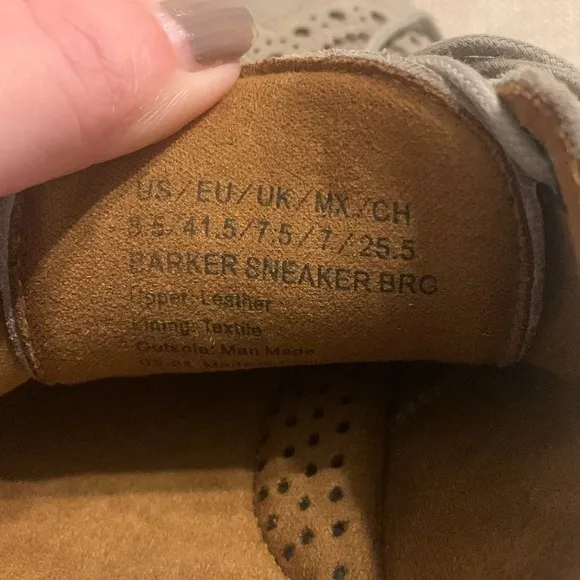 US/EU/UK/MX/CH
8.5/41.5/7.5/7/25.5
BARKER SNEAKER BRG
Upper: Leather
Lining: Textile
Outsole: Man Made
Made